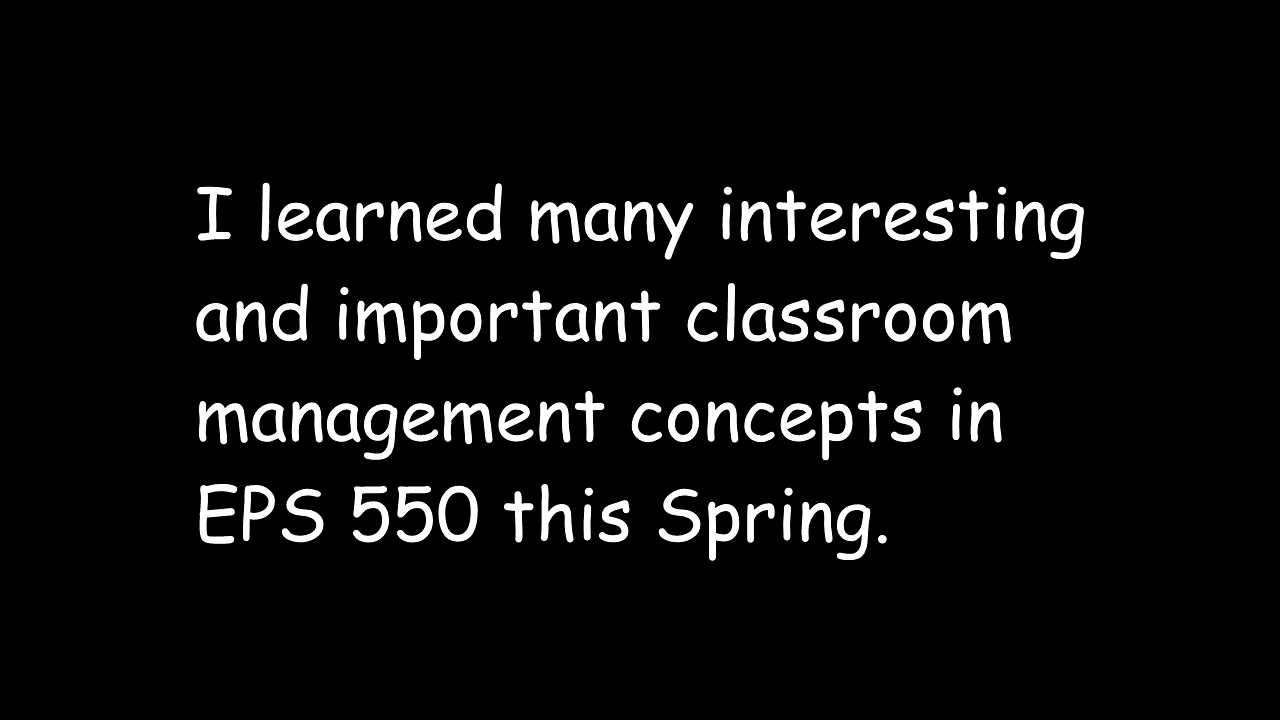 I learned many interesting
and important classroom
management concepts in
EPS 550 this Spring.